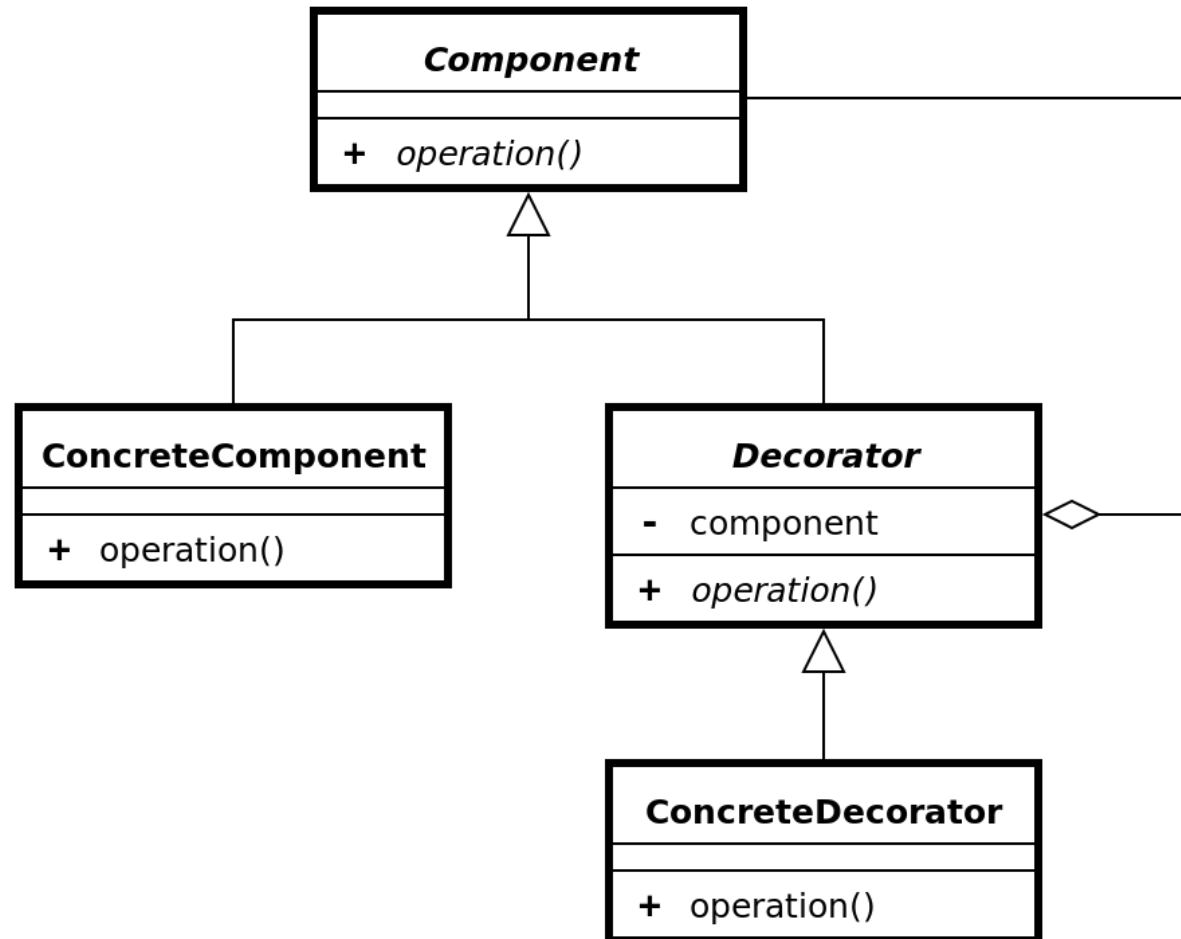 Component
+ operation()
ConcreteComponent
+ operation()
Decorator
- component
+ operation()
ConcreteDecorator
+ operation()